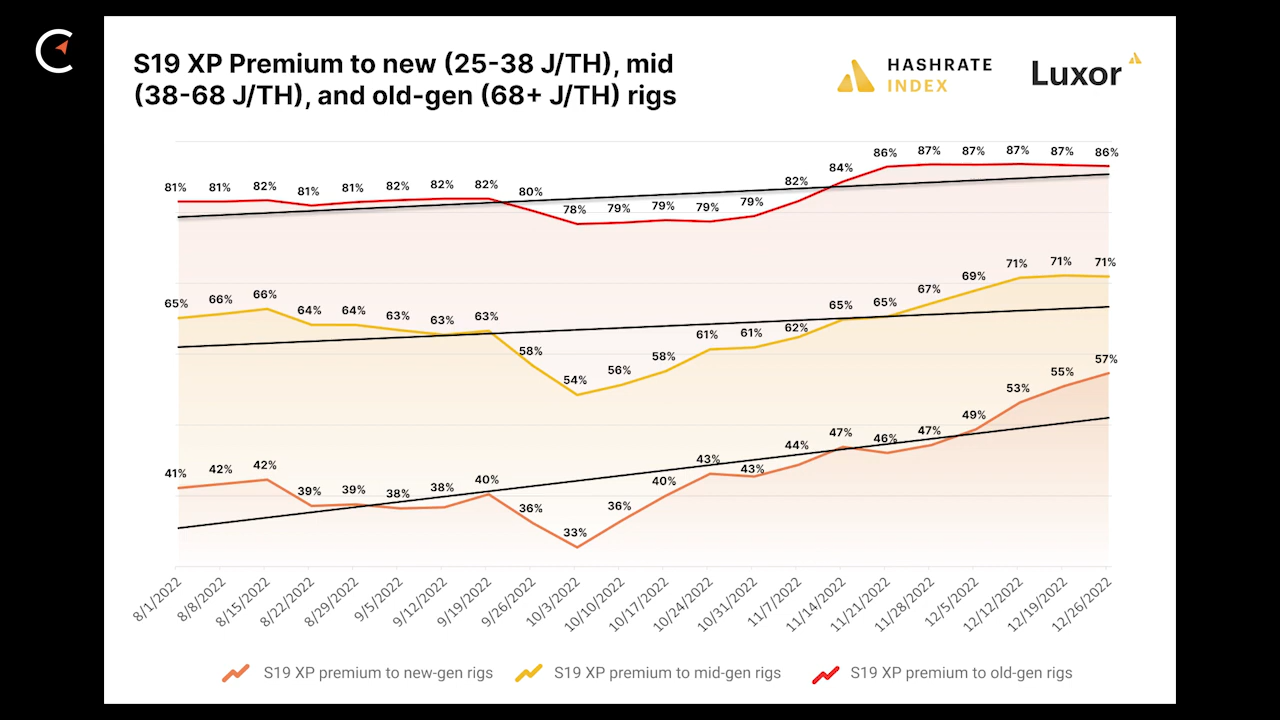 S19 XP Premium to new (25-38 J/TH), mid
(38-68 J/TH), and old-gen (68+ J/TH) rigs
HASHRATE
INDEX
Luxor
81% 81% 82% 81% 81% 82% 82% 82% 80% 78% 79% 79% 79% 79% 82% 84% 86% 87% 87% 87% 87% 86%
65% 66% 66% 64% 64% 63% 63% 63% 58% 54% 56% 58% 61% 61% 62% 65% 65% 67% 69% 71% 71% 71%
41% 42% 42% 39% 39% 38% 38% 40% 36% 33% 36% 40% 43% 43% 44% 47% 46% 47% 49% 53% 55% 57%
8/1/2022 8/8/2022 8/15/2022 8/22/2022 8/29/2022 9/5/2022 9/12/2022 9/19/2022 9/26/2022 10/3/2022 10/10/2022 10/17/2022 10/24/2022 10/31/2022 11/7/2022 11/14/2022 11/21/2022 11/28/2022 12/5/2022 12/12/2022 12/19/2022 12/26/2022
S19 XP premium to new-gen rigs S19 XP premium to mid-gen rigs S19 XP premium to old-gen rigs